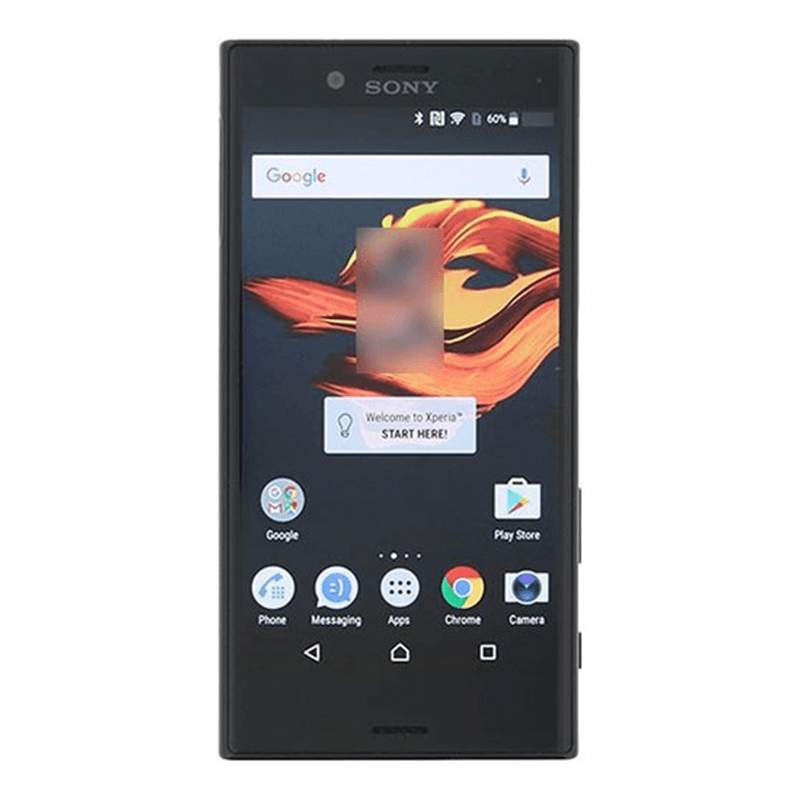 SONY
60%
Google
Welcome to Xperia™
START HERE!
Google
Play Store
Phone
Messaging
Apps
Chrome
Camera